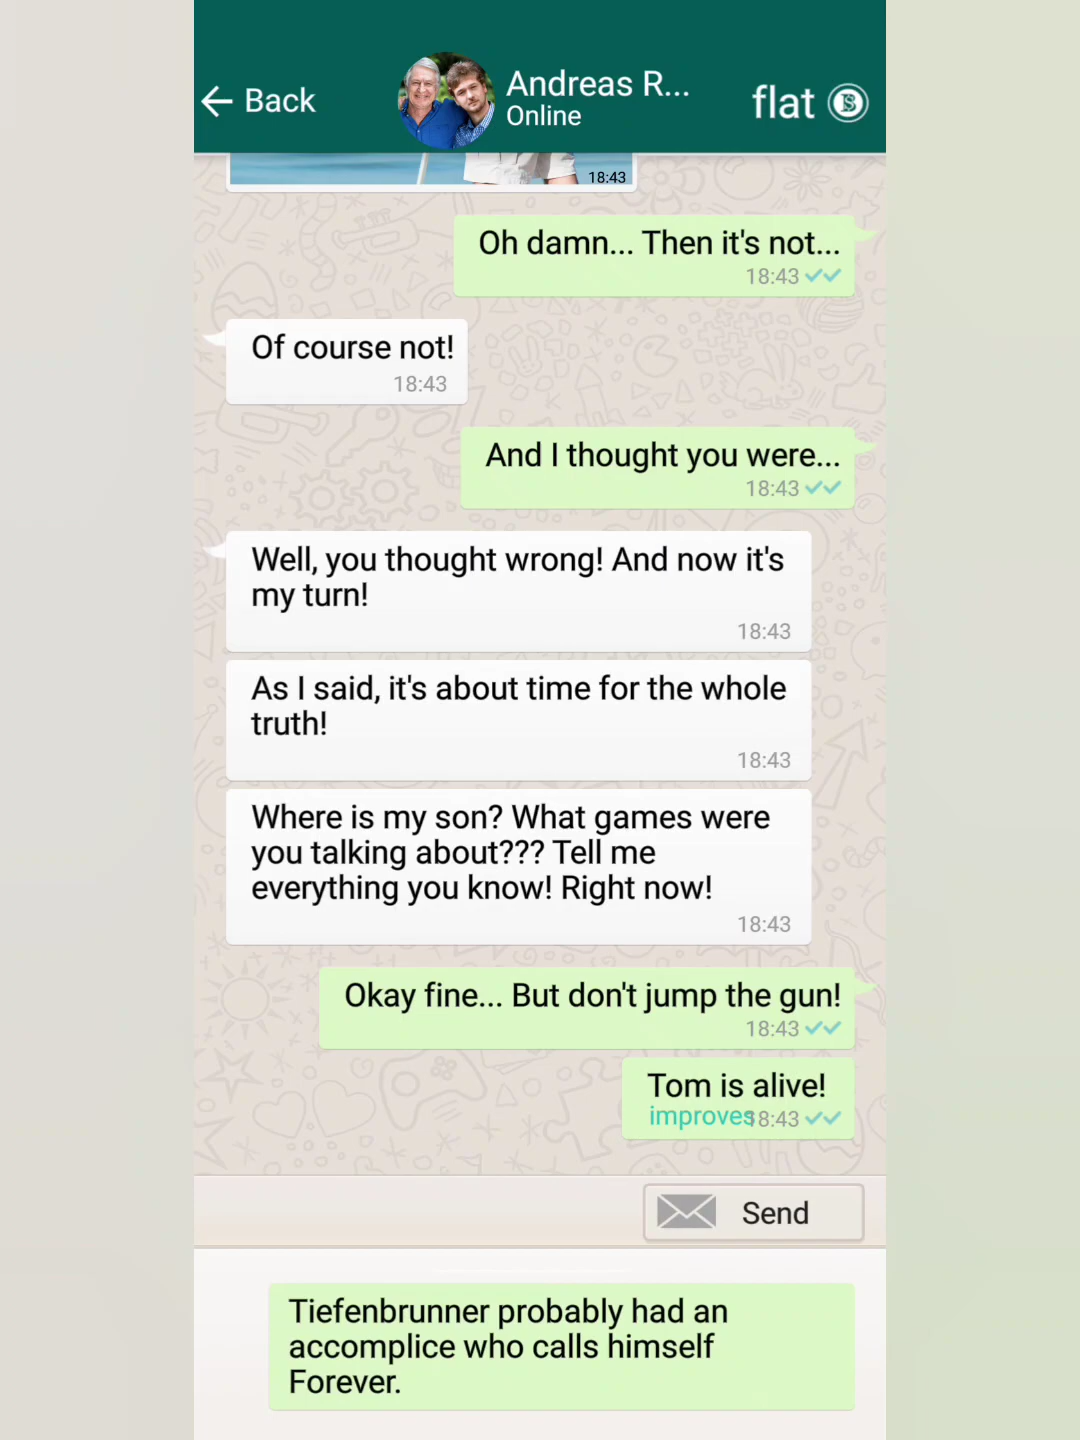 Back
Andreas R...
Online
flat
18:43
Oh damn... Then it's not...
18:43
Of course not!
18:43
And I thought you were...
18:43
Well, you thought wrong! And now it's
my turn!
18:43
As I said, it's about time for the whole
truth!
18:43
Where is my son? What games were
you talking about??? Tell me
everything you know! Right now!
18:43
Okay fine... But don't jump the gun!
18:43
Tom is alive!
improves 18:43
Send
Tiefenbrunner probably had an
accomplice who calls himself
Forever.